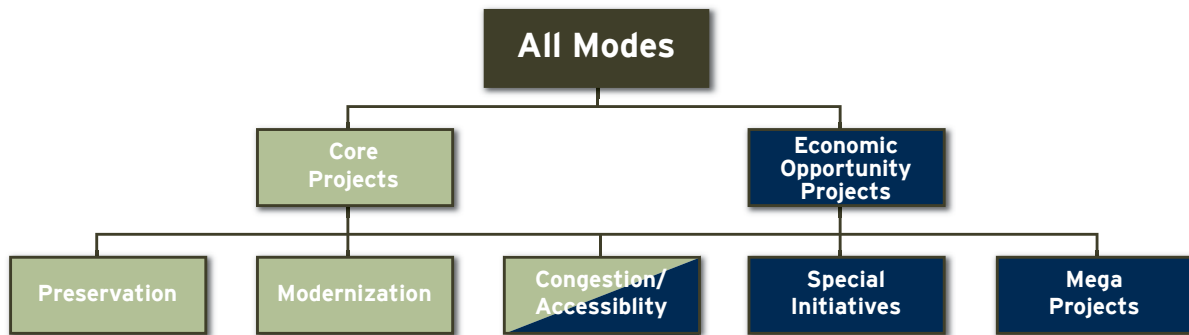 All Modes
Core
Projects
Economic
Opportunity
Projects
Preservation
Modernization
Congestion/
Accessiblity
Special
Initiatives
Mega
Projects